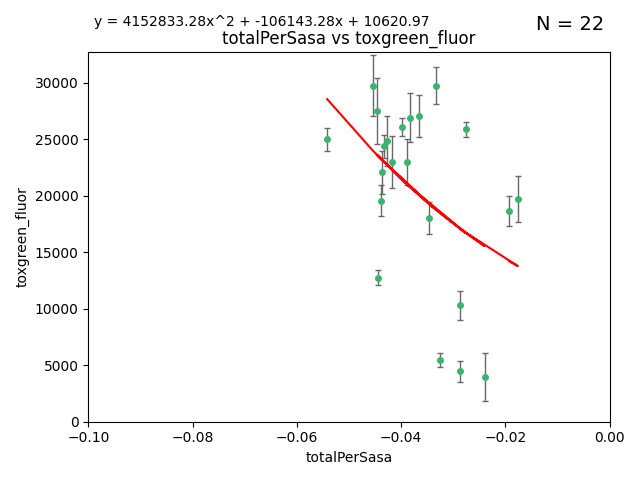 y = 4152833.28x^2 + -106143.28x + 10620.97
N = 22
totalPerSasa vs toxgreen_fluor
30000
25000
20000
15000
10000
5000
0
toxgreen_fluor
−0.10 −0.08 −0.06 −0.04 −0.02 0.00
totalPerSasa